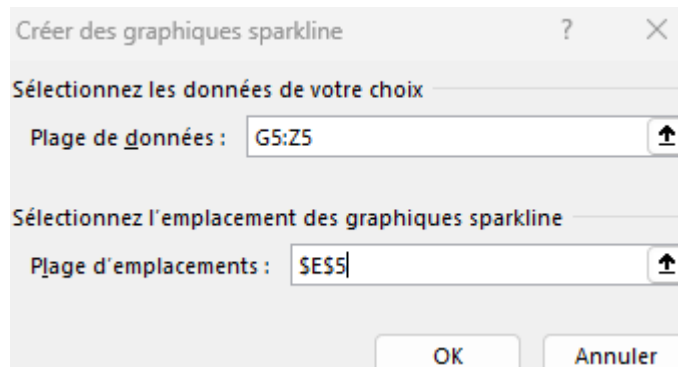 Créer des graphiques sparkline ?
Sélectionnez les données de votre choix
Plage de données : G5:Z5
Sélectionnez l'emplacement des graphiques sparkline
Plage d'emplacements : $E$5
OK Annuler